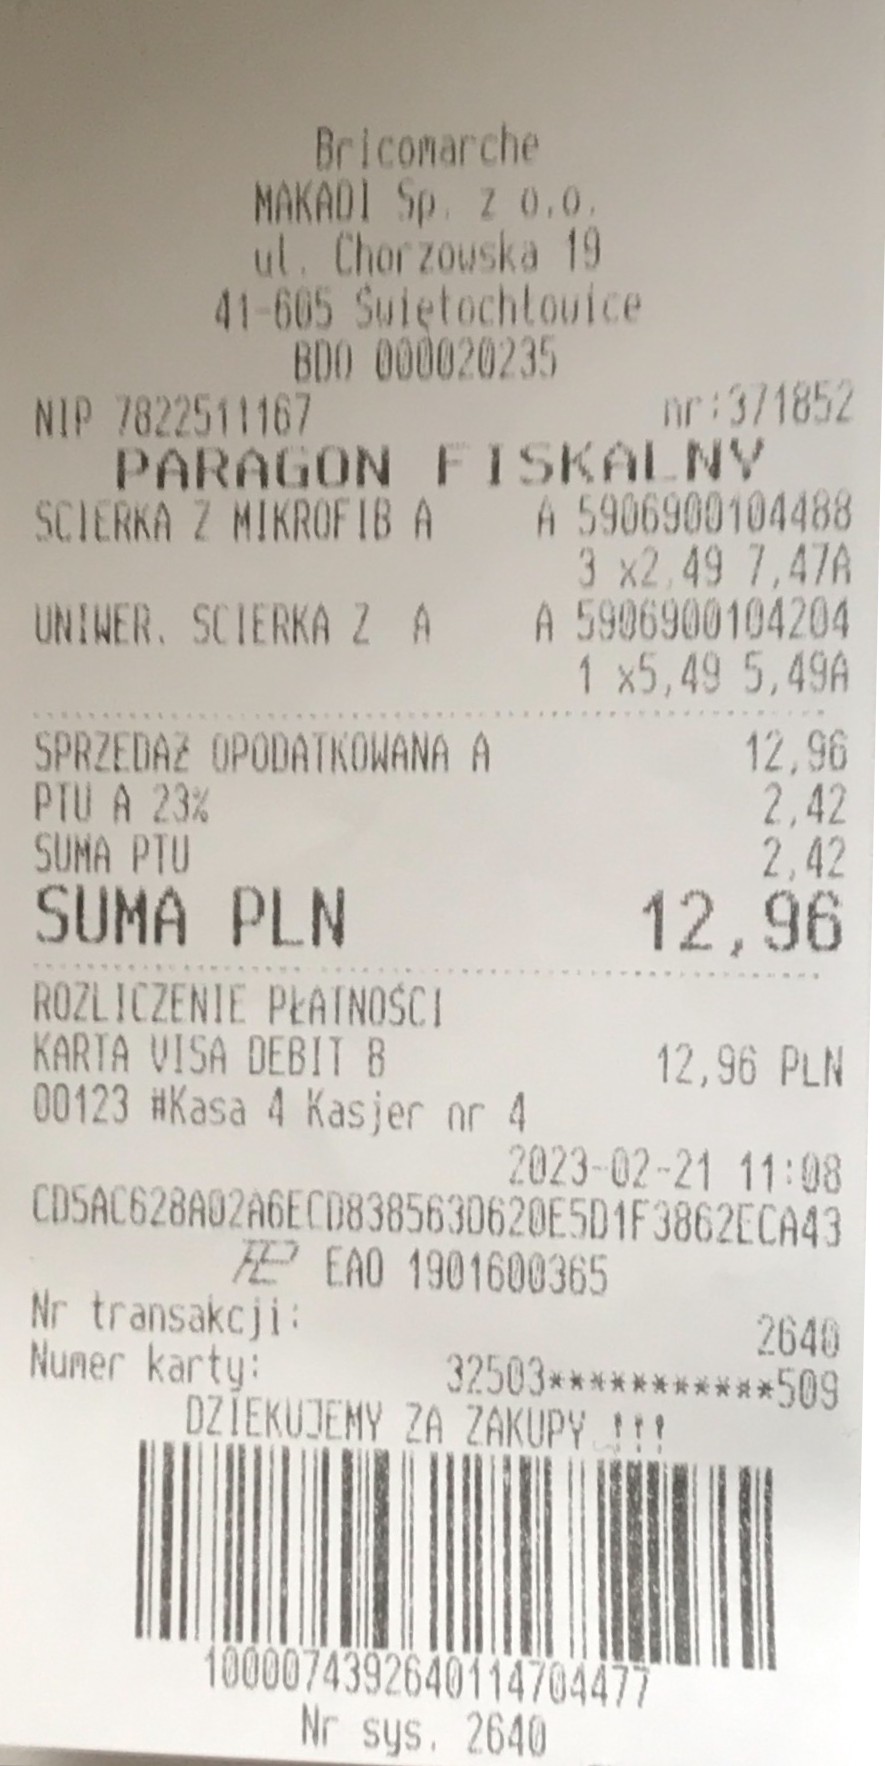 Bricomarche
MAKADI Sp. z o.o.
ul. Chorzowska 19
41-605 Świętochłowice
BDO 000020235
NIP 7822511167 nr:371852
PARAGON FISKALNY
SCIERKA Z MIKROFIB A A 5906900104488
3 x2,49 7,47A
UNIWER. SCIERKA Z A A 5906900104204
1 x5,49 5,49A
SPRZEDAŻ OPODATKOWANA A 12,96
PTU A 23% 2,42
SUMA PTU 2,42
SUMA PLN 12,96
ROZLICZENIE PŁATNOŚCI
KARTA VISA DEBIT B 12,96 PLN
00123 #Kasa 4 Kasjer nr 4
2023-02-21 11:08
CD5AC628A02A6ECD838563D620E5D1F3862ECA43
EAO 1901600365
Nr transakcji: 2640
Numer karty: 32503***********509
DZIEKUJEMY ZA ZAKUPY !!!
1000074392640114704477
Nr sys. 2640